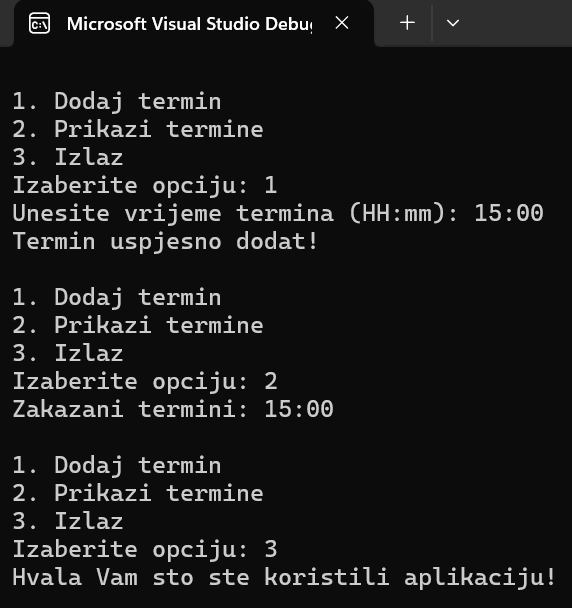 Microsoft Visual Studio Debu
1. Dodaj termin
2. Prikazi termine
3. Izlaz
Izaberite opciju: 1
Unesite vrijeme termina (HH:mm): 15:00
Termin uspjesno dodat!
1. Dodaj termin
2. Prikazi termine
3. Izlaz
Izaberite opciju: 2
Zakazani termini: 15:00
1. Dodaj termin
2. Prikazi termine
3. Izlaz
Izaberite opciju: 3
Hvala Vam sto ste koristili aplikaciju!